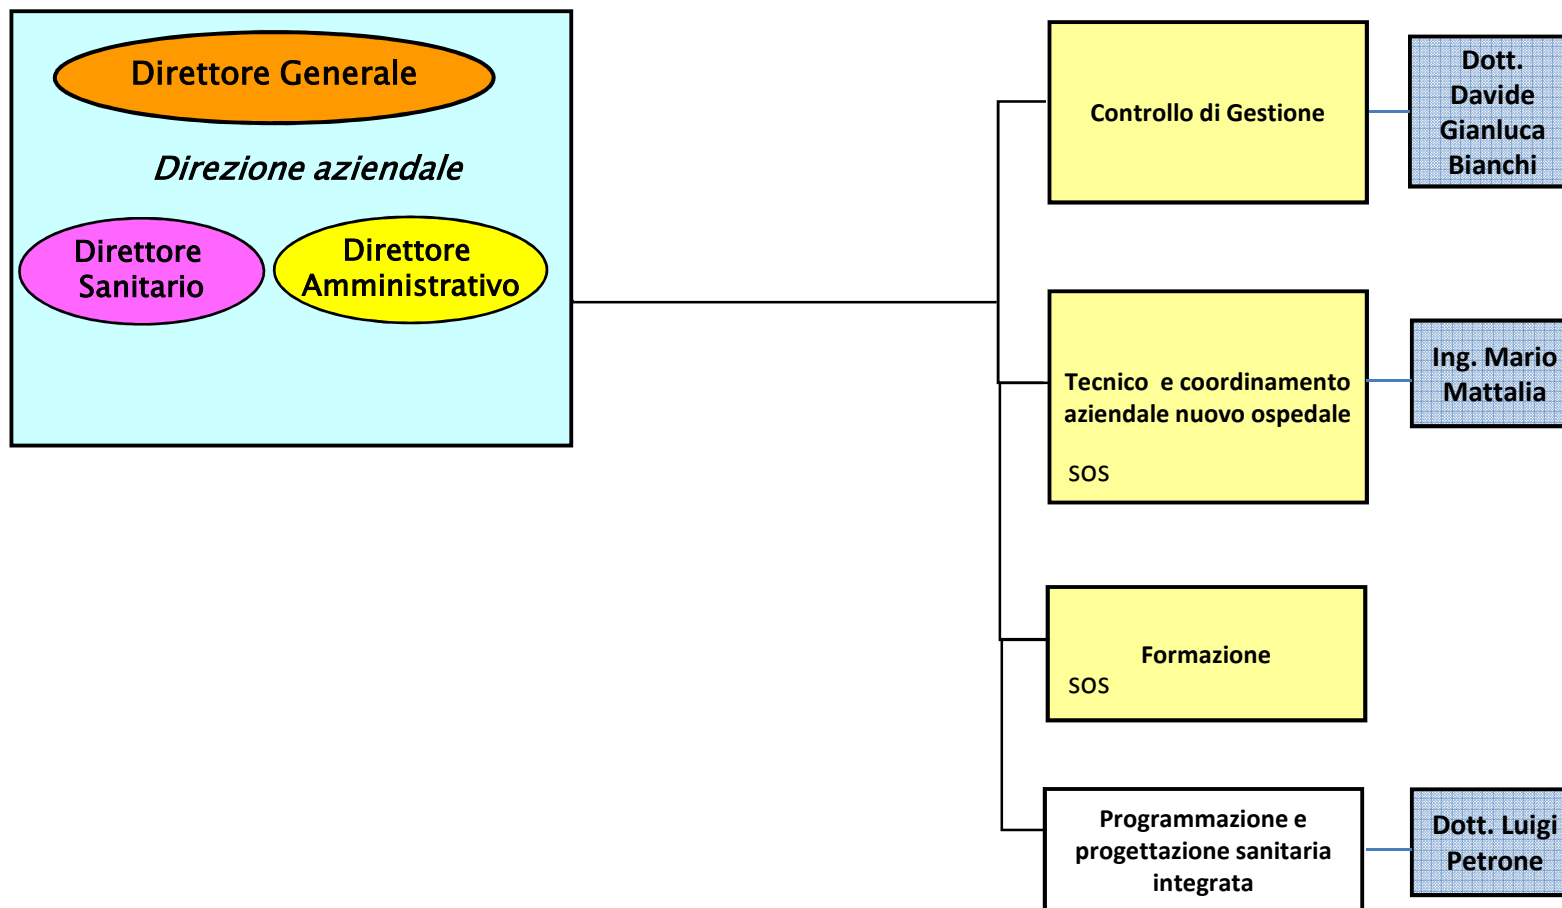 Direttore Generale
Direzione aziendale
Direttore
Sanitario
Direttore
Amministrativo
Controllo di Gestione
Dott.
Davide
Gianluca
Bianchi
Tecnico  e coordinamento
aziendale nuovo ospedale
SOS
Ing. Mario
Mattalia
Formazione
SOS
Programmazione e
progettazione sanitaria
integrata
Dott. Luigi
Petrone